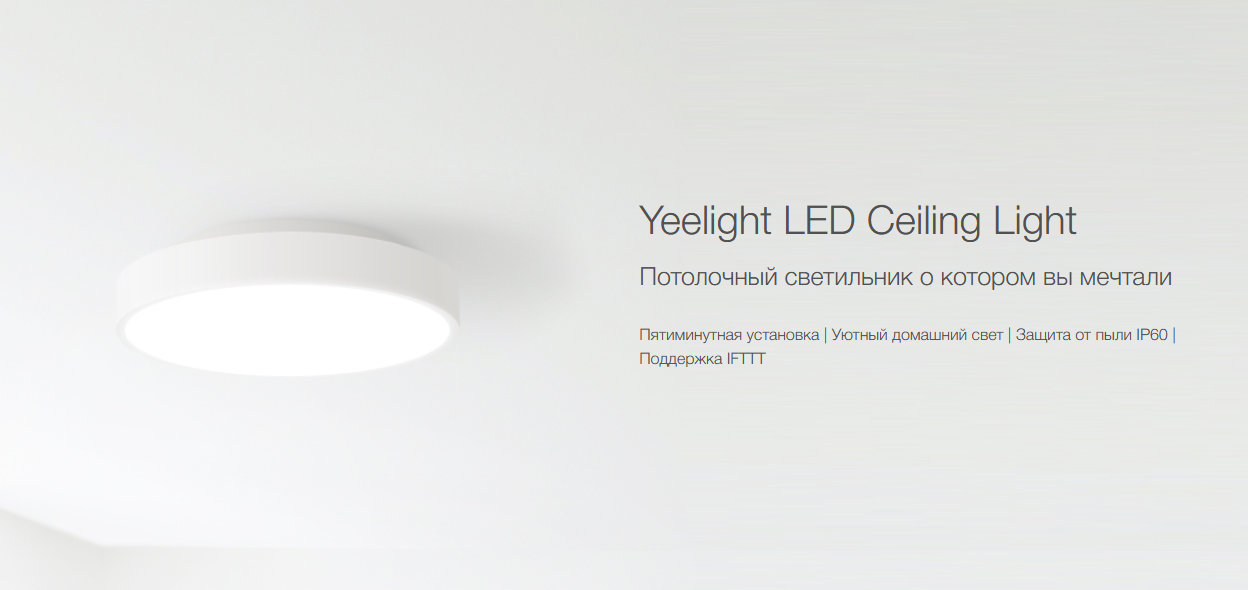 Yeelight LED Ceiling Light
Потолочный светильник о котором вы мечтали
Пятиминутная установка | Уютный домашний свет | Защита от пыли IP60 |
Поддержка IFTTT